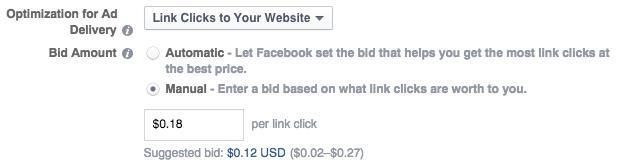 Optimization for Ad Delivery
Link Clicks to Your Website
Bid Amount
Automatic - Let Facebook set the bid that helps you get the most link clicks at
the best price.
Manual - Enter a bid based on what link clicks are worth to you.
$0.18 per link click
Suggested bid: $0.12 USD ($0.02–$0.27)